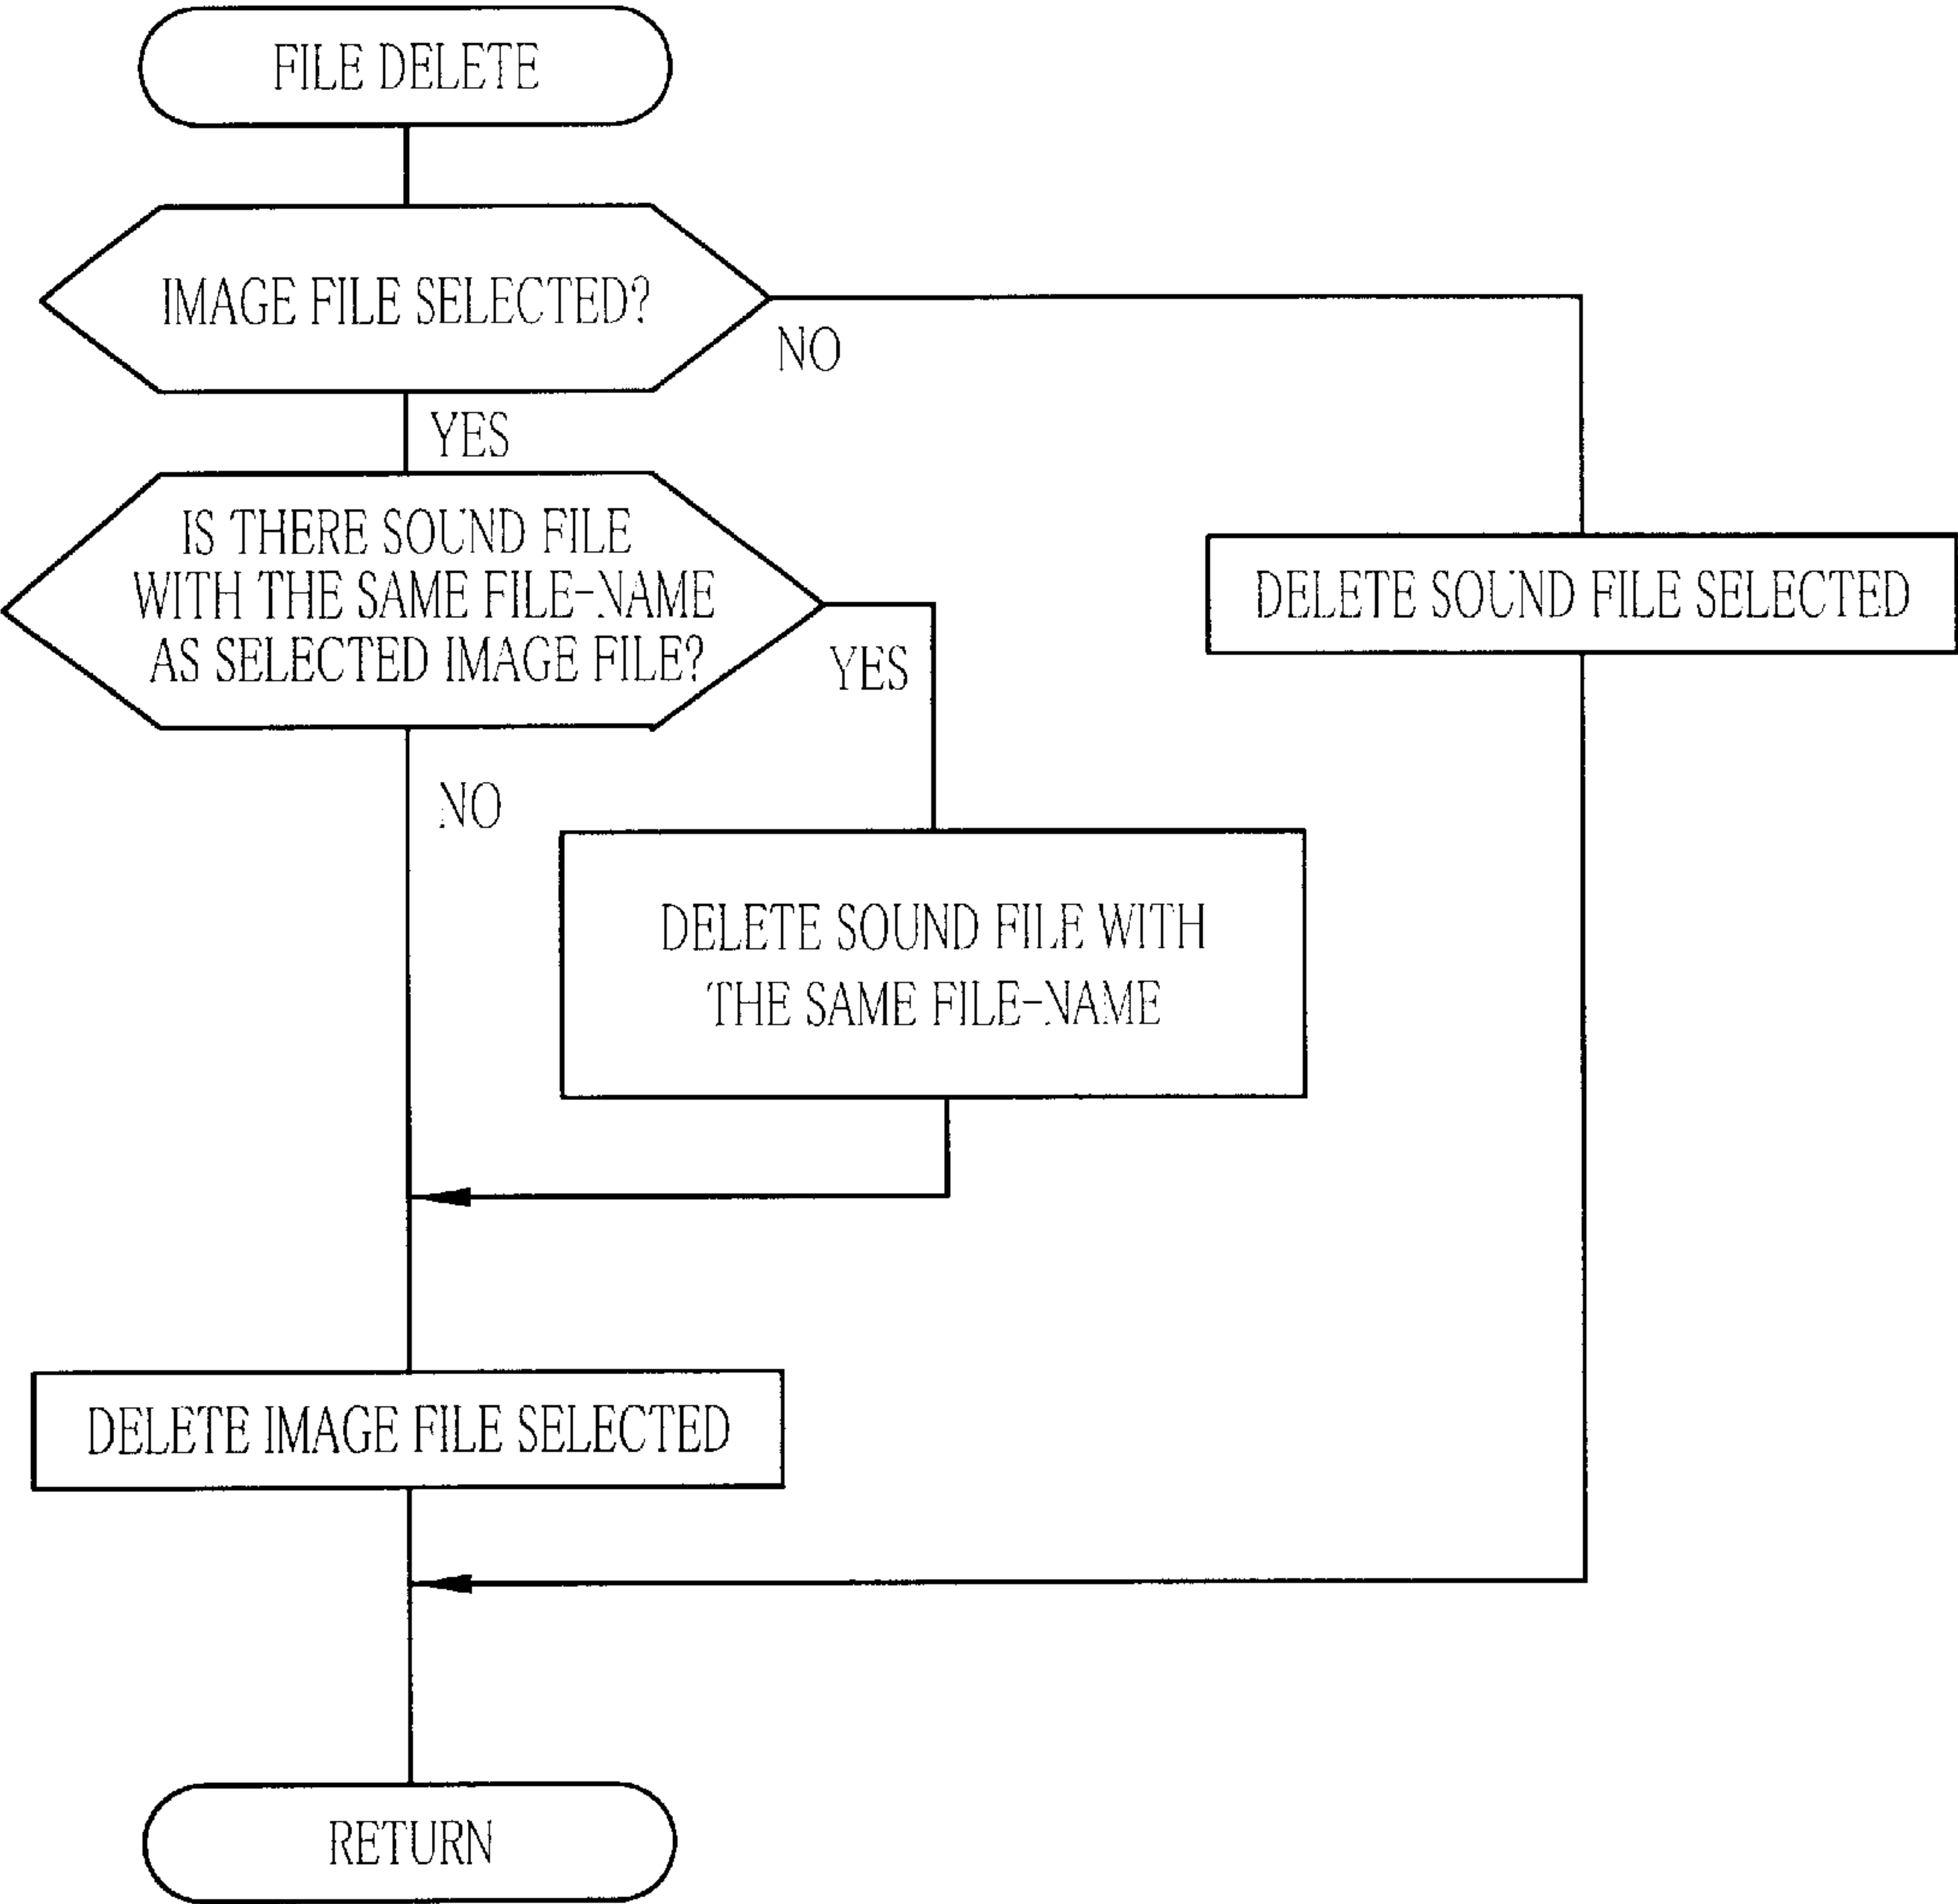 FILE DELETE
IMAGE FILE SELECTED?
NO
YES
IS THERE SOUND FILE
WITH THE SAME FILE-NAME
AS SELECTED IMAGE FILE?
YES
DELETE SOUND FILE SELECTED
NO
DELETE SOUND FILE WITH
THE SAME FILE-NAME
DELETE IMAGE FILE SELECTED
RETURN